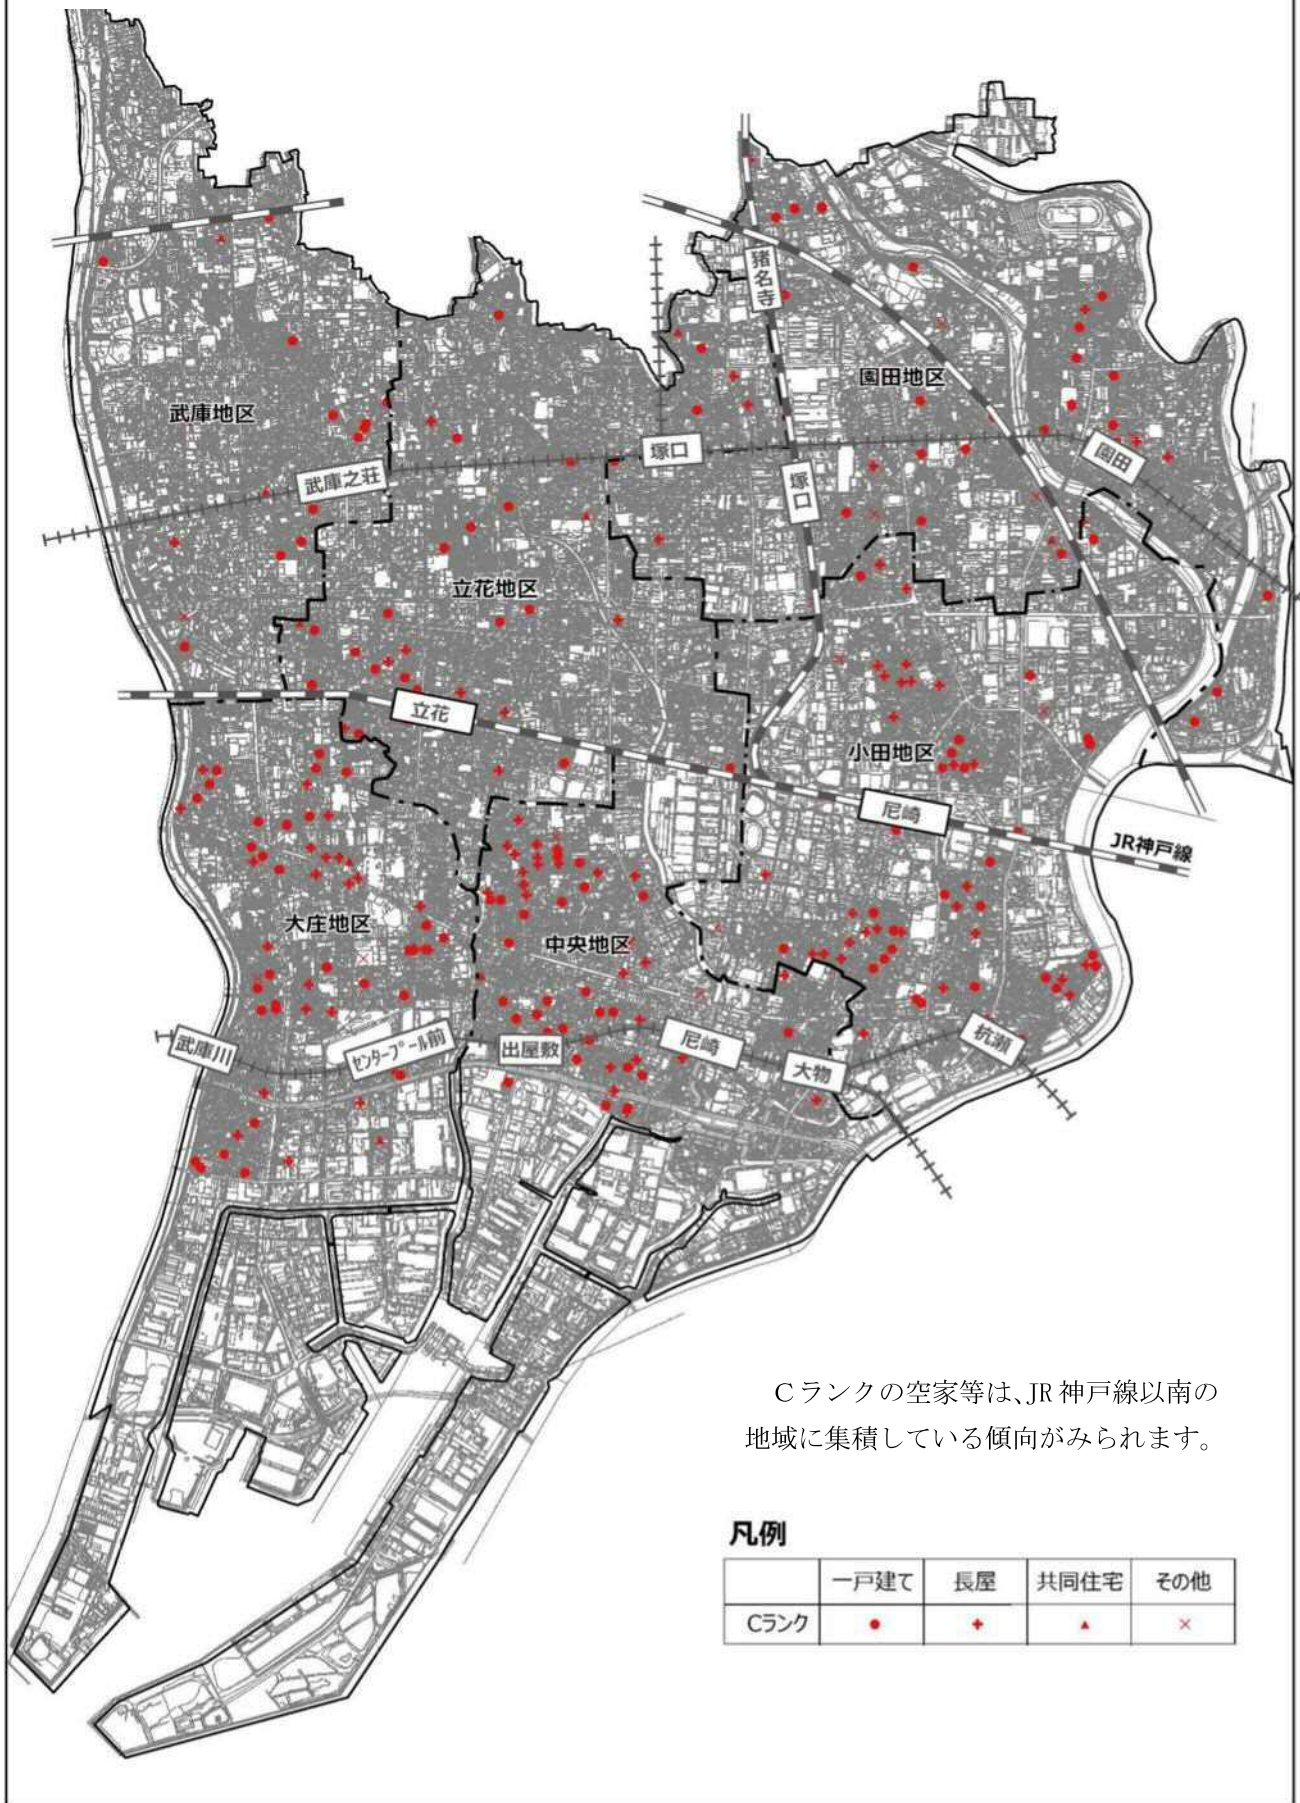 猪名寺
園田地区
武庫地区
塚口
園田
武庫之荘
塚口
立花地区
立花
小田地区
尼崎
JR神戸線
大庄地区
中央地区
武庫川
センタープール前
出屋敷
尼崎
大物
杭瀬
Cランクの空家等は、JR神戸線以南の
地域に集積している傾向がみられます。
凡例
一戸建て 長屋 共同住宅 その他
Cランク